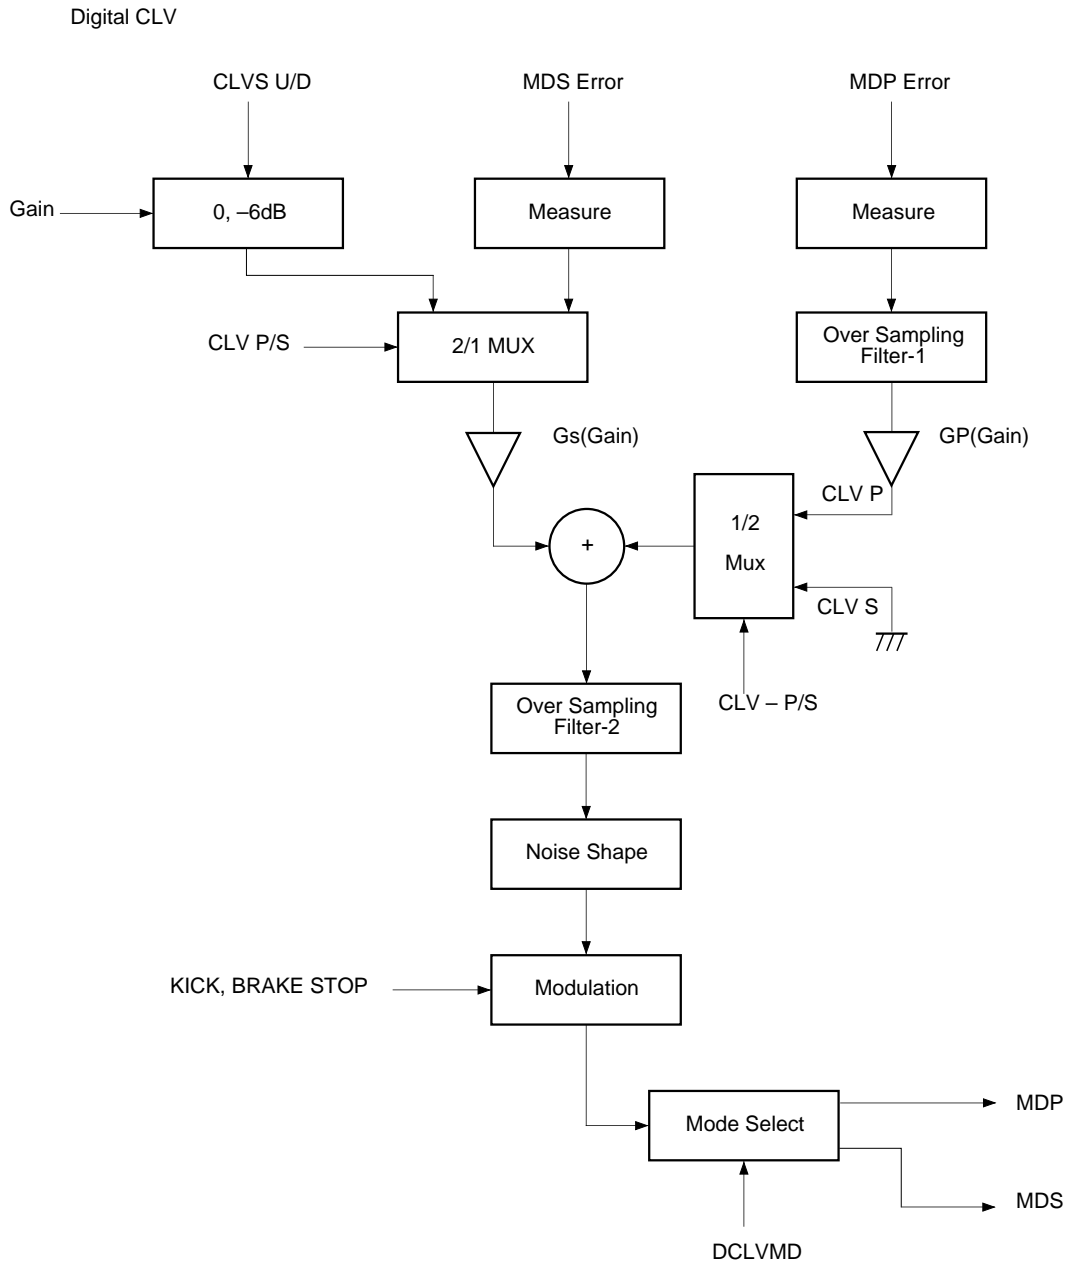 Digital CLV
CLVS U/D
MDS Error
MDP Error
Gain
0, –6dB
Measure
Measure
CLV P/S
2/1 MUX
Over Sampling
Filter-1
Gs(Gain)
GP(Gain)
CLV P
1/2
Mux
+
CLV S
CLV – P/S
Over Sampling
Filter-2
Noise Shape
KICK, BRAKE STOP
Modulation
Mode Select
MDP
MDS
DCLVMD